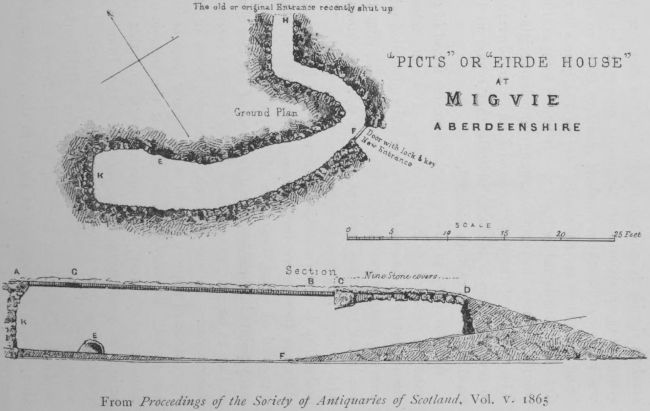 The old or original Entrance recently shut up
H
"PICTS" OR "EIRDE HOUSE"
AT
MIGVIE
ABERDEENSHIRE
Ground Plan
F
Door with lock & key
New Entrance
E
K
SCALE
0 5 10 15 20 25 Feet
Section
Nine Stone covers
A G B C D
K
E
F
From Proceedings of the Society of Antiquaries of Scotland, Vol. v. 1865